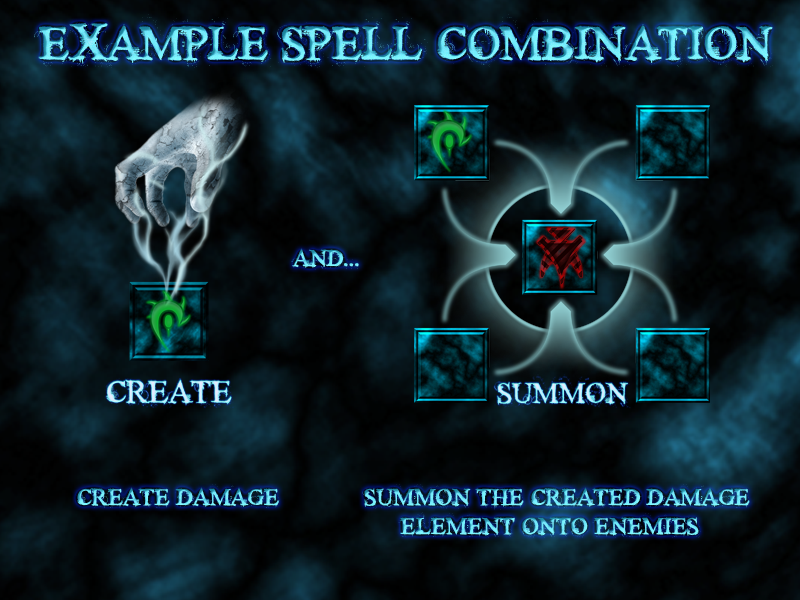 EXAMPLE SPELL COMBINATION
AND...
CREATE
SUMMON
CREATE DAMAGE
SUMMON THE CREATED DAMAGE
ELEMENT ONTO ENEMIES